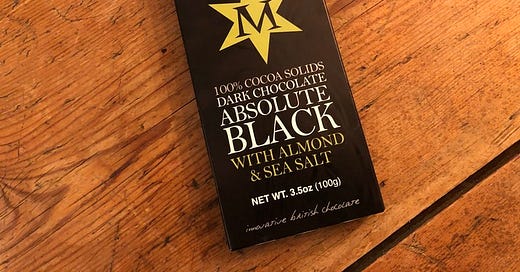 M
100% COCOA SOLIDS
DARK CHOCOLATE
ABSOLUTE
BLACK
WITH ALMOND
& SEA SALT
NET WT. 3.5oz (100g)
innovative british chocolate